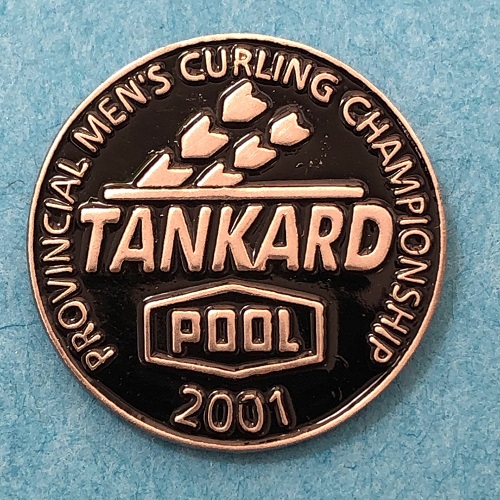 PROVINCIAL MEN'S CURLING CHAMPIONSHIP
TANKARD
POOL
2001